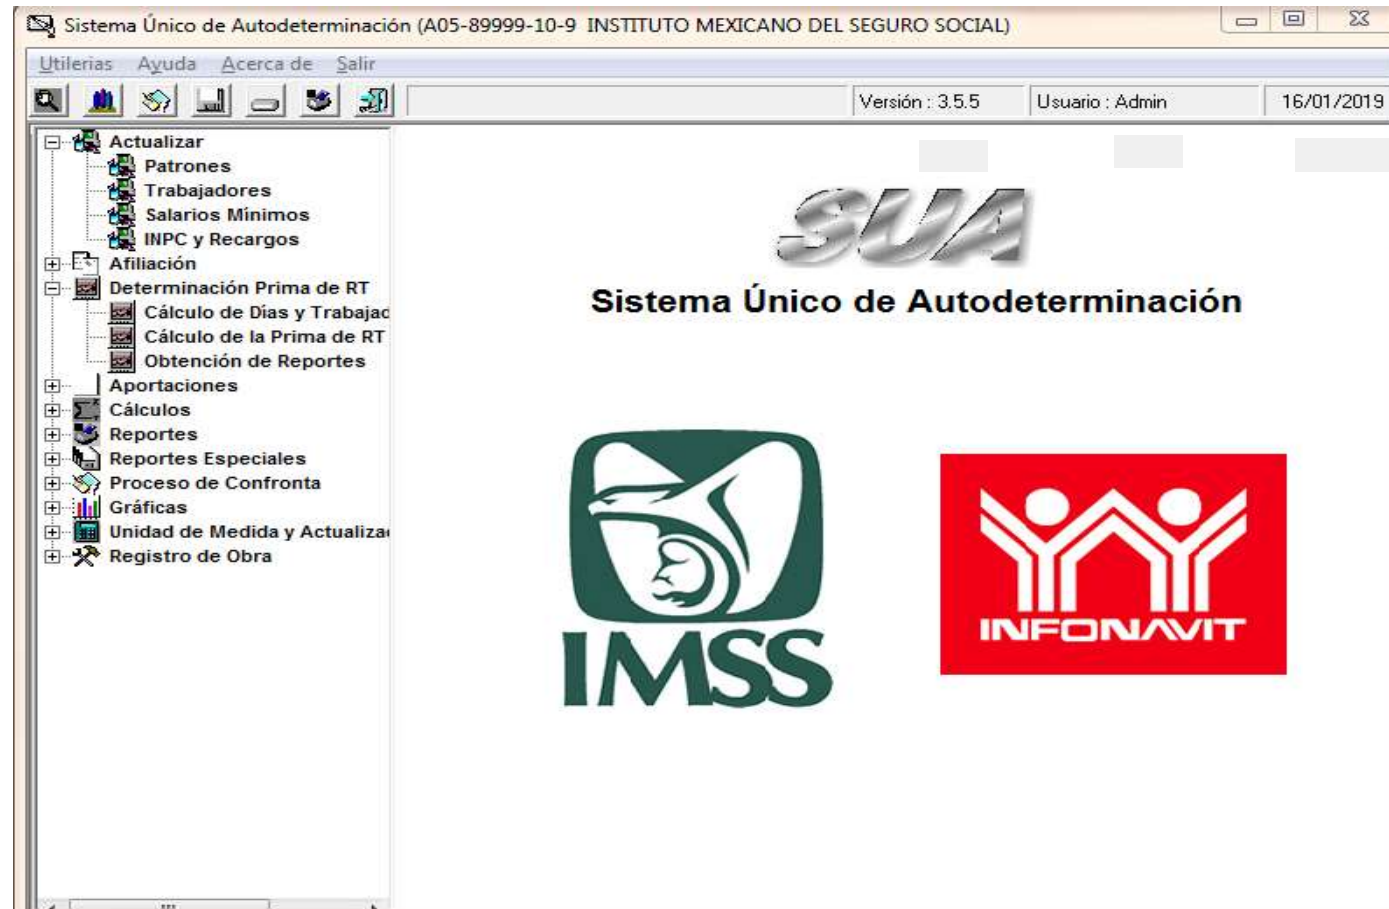 Sistema Único de Autodeterminación (A05-89999-10-9 INSTITUTO MEXICANO DEL SEGURO SOCIAL)
Utilerias Ayuda Acerca de Salir
Versión : 3.5.5 Usuario : Admin 16/01/2019
Actualizar
Patrones
Trabajadores
Salarios Mínimos
INPC y Recargos
Afiliación
Determinación Prima de RT
Cálculo de Días y Trabajad
Cálculo de la Prima de RT
Obtención de Reportes
Aportaciones
Cálculos
Reportes
Reportes Especiales
Proceso de Confronta
Gráficas
Unidad de Medida y Actualiza
Registro de Obra
SUA
Sistema Único de Autodeterminación
IMSS
INFONAVIT